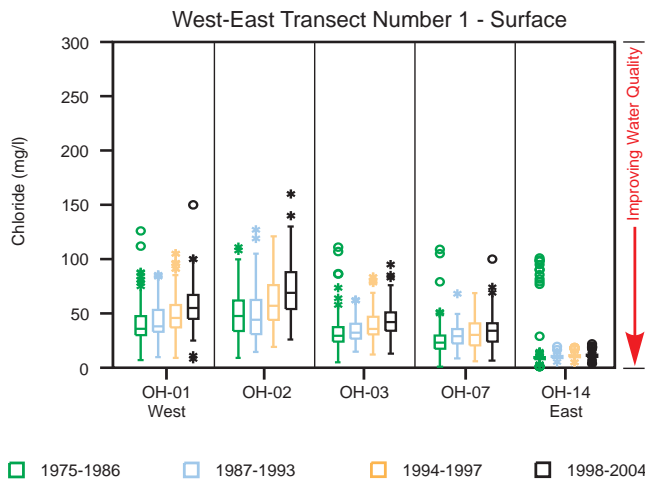 West-East Transect Number 1 - Surface
Chloride (mg/l)
300
250
200
150
100
50
0
OH-01 OH-02 OH-03 OH-07 OH-14
West East
Improving Water Quality
1975-1986 1987-1993 1994-1997 1998-2004